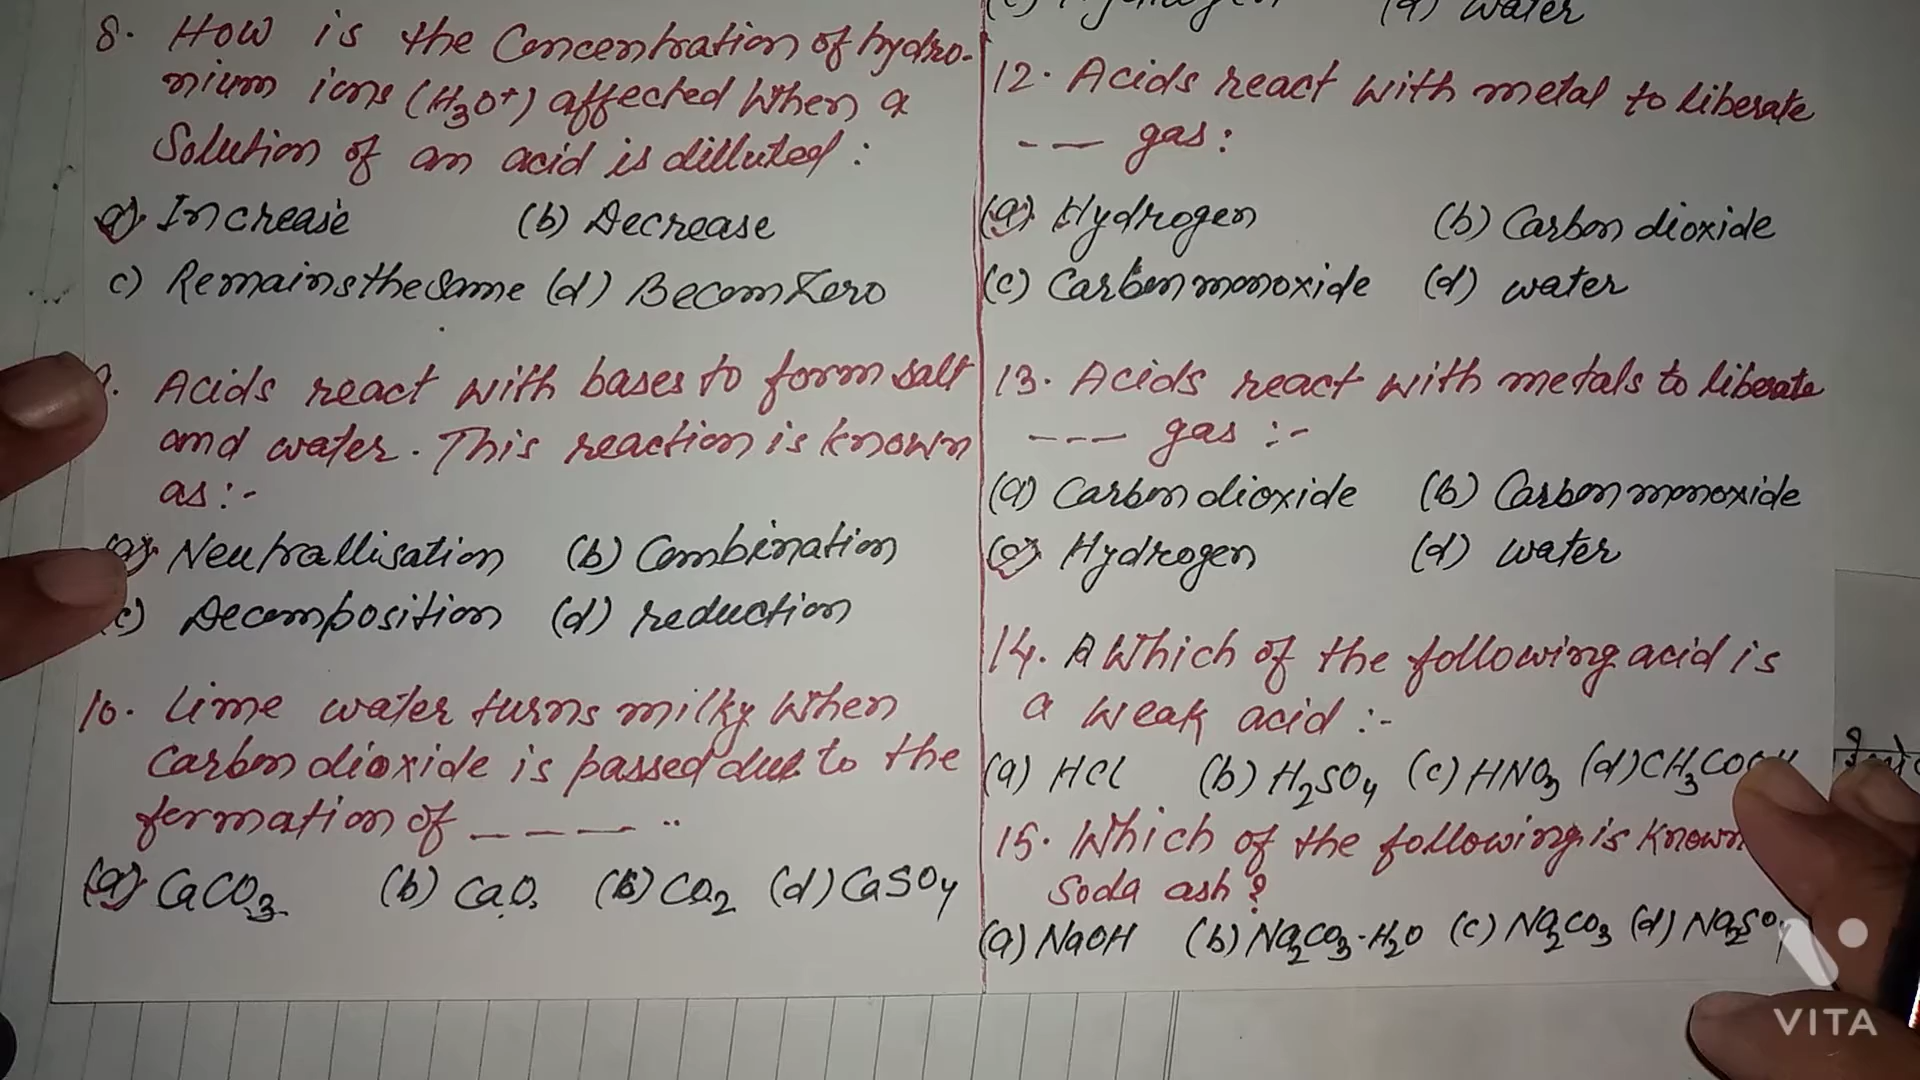 8. How is the Concentration of hydro-
nium ions (H3O+) affected When a
Solution of an acid is dilluted :
a) Increase (b) Decrease
c) Remains the same (d) Becom Zero
9. Acids react with bases to form salt
and water. This reaction is known
as :-
(a) Neutrallisation (b) Combination
(c) Decomposition (d) reduction
10. Lime water turns milky when
Carbon dioxide is passed due to the
formation of ____ ..
(a) CaCO3 (b) CaO. (c) CO2 (d) CaSO4
(d) water
12. Acids react with metal to liberate
--- gas :
(a) Hydrogen (b) Carbon dioxide
(c) Carbon monoxide (d) water
13. Acids react with metals to liberate
--- gas :-
(a) Carbon dioxide (b) Carbon monoxide
(c) Hydrogen (d) water
14. A Which of the following acid is
a weak acid :-
(a) HCl (b) H2SO4 (c) HNO3 (d) CH3COOH
15. Which of the following is known
Soda ash ?
(a) NaOH (b) Na2CO3.H2O (c) Na2CO3 (d) Na2SO4
VITA